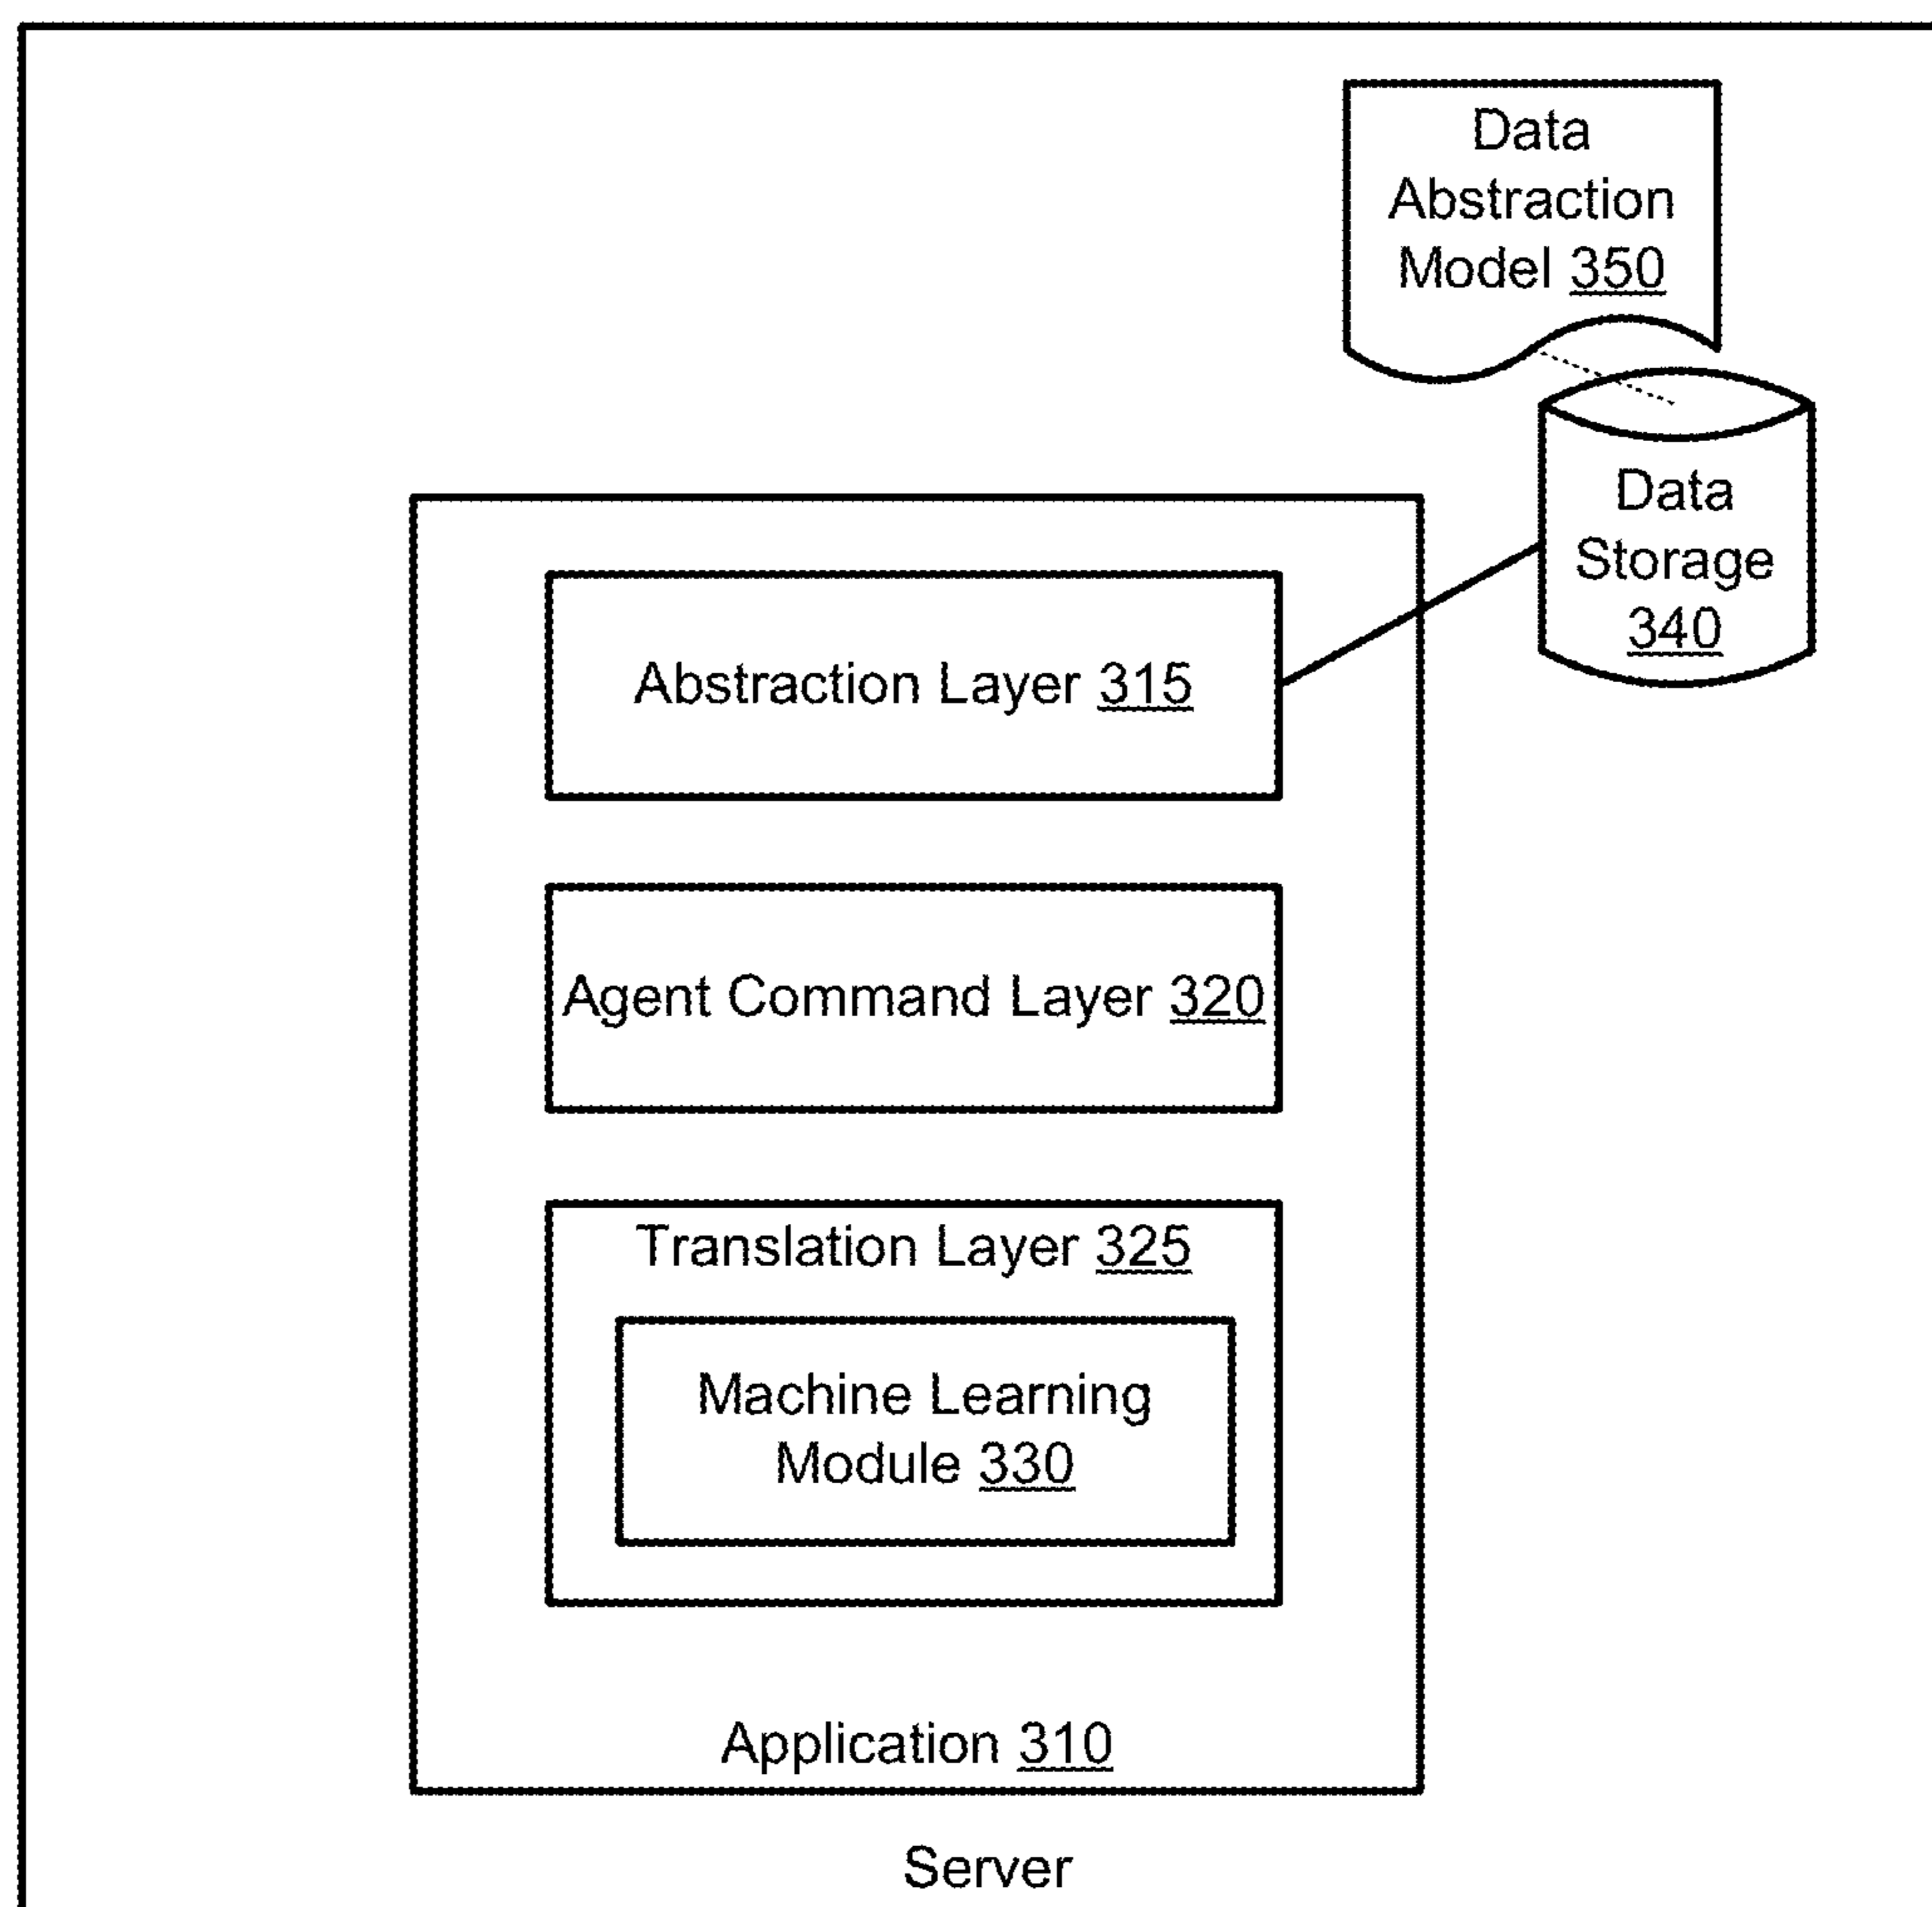 Data
Abstraction
Model 350
Data
Storage
340
Abstraction Layer 315
Agent Command Layer 320
Translation Layer 325
Machine Learning
Module 330
Application 310
Server